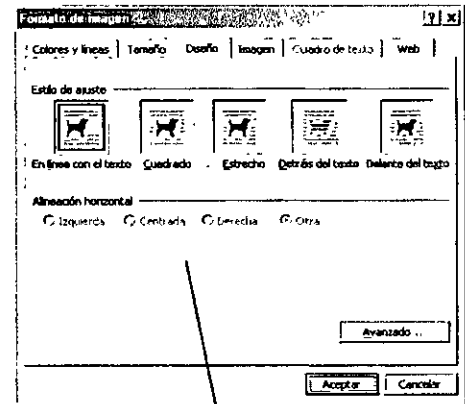 Formato de imagen
Colores y líneas Tamaño Diseño Imagen Cuadro de texto Web
Estilo de ajuste
En línea con el texto Cuadrado Estrecho Detrás del texto Delante del texto
Alineación horizontal
Izquierda Centrada Derecha Otra
Avanzado ...
Aceptar Cancelar